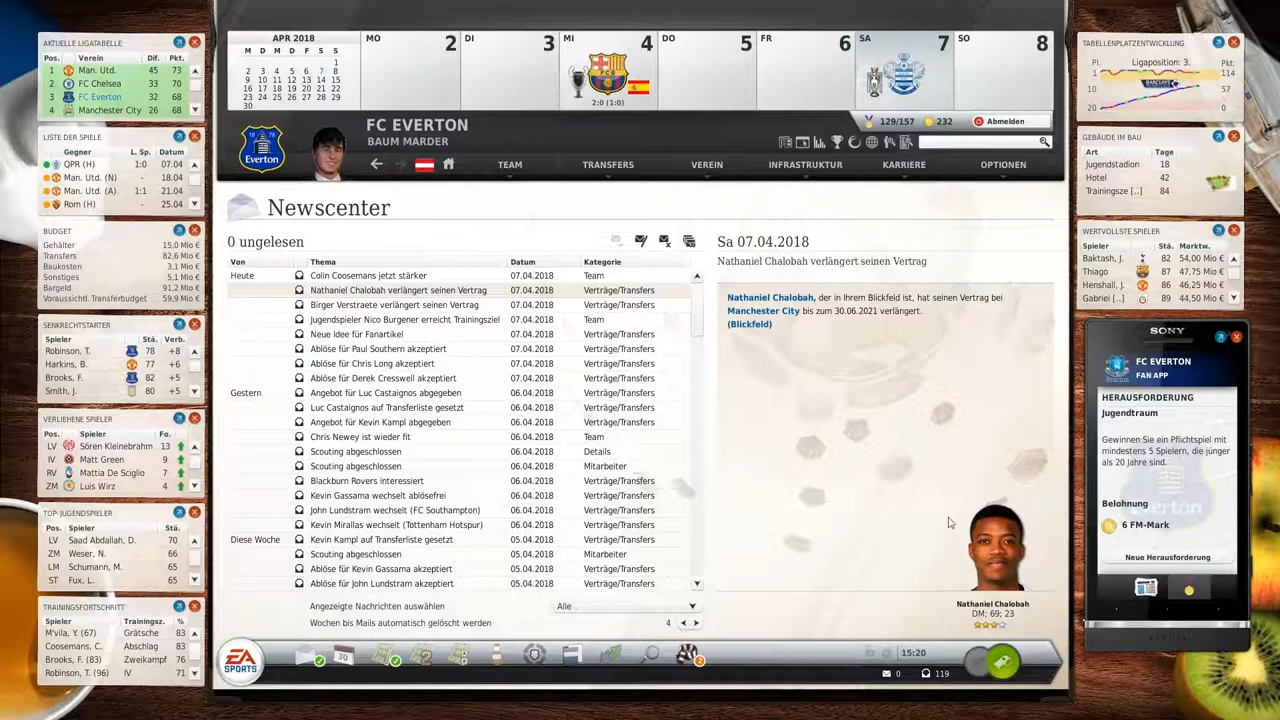 AKTUELLE LIGATABELLE
Pos. Verein Dif. Pkt.
1 Man. Utd. 45 73
2 FC Chelsea 33 70
3 FC Everton 32 68
4 Manchester City 26 68
LISTE DER SPIELE
Gegner L. Sp. Datum
QPR (H) 1:0 07.04
Man. Utd. (N) - 18.04
Man. Utd. (A) 1:1 21.04
Rom (H) - 25.04
BUDGET
Gehälter 15,0 Mio €
Transfers 82,6 Mio €
Baukosten 3,1 Mio €
Sonstiges 5,1 Mio €
Bargeld 91,2 Mio €
Voraussichtl. Transferbudget 59,9 Mio €
SENKRECHTSTARTER
Spieler Stä. Verb.
Robinson, T. 78 +8
Harkins, B. 77 +6
Brooks, F. 82 +5
Smith, J. 80 +5
VERLIEHENE SPIELER
Pos. Spieler Fo.
LV Sören Kleinebrahm 13
IV Matt Green 9
RV Mattia De Sciglio 7
ZM Luis Wirz 4
TOP-JUGENDSPIELER
Pos. Spieler Stä.
LV Saad Abdallah, D. 70
ZM Weser, N. 66
LM Schumann, M. 65
ST Fux, L. 65
TRAININGSFORTSCHRITT
Spieler Trainingsz. %
M'vila, Y. (67) Grätsche 83
Coosemans, C. Abschlag 83
Brooks, F. (83) Zweikampf 76
Robinson, T. (96) IV 71
APR 2018
M D M D F S S
1
2 3 4 5 6 7 8
9 10 11 12 13 14 15
16 17 18 19 20 21 22
23 24 25 26 27 28 29
30
MO 2
DI 3
MI 4
2:0 (1:0)
DO 5
FR 6
SA 7
SO 8
Everton
FC EVERTON
BAUM MARDER
129/157 232 Abmelden
TEAM TRANSFERS VEREIN INFRASTRUKTUR KARRIERE OPTIONEN
Newscenter
0 ungelesen
Von Thema Datum Kategorie
Heute Colin Coosemans jetzt stärker 07.04.2018 Team
Nathaniel Chalobah verlängert seinen Vertrag 07.04.2018 Verträge/Transfers
Birger Verstraete verlängert seinen Vertrag 07.04.2018 Verträge/Transfers
Jugendspieler Nico Burgener erreicht Trainingsziel 07.04.2018 Team
Neue Idee für Fanartikel 07.04.2018 Verträge/Transfers
Ablöse für Paul Southern akzeptiert 07.04.2018 Verträge/Transfers
Ablöse für Chris Long akzeptiert 07.04.2018 Verträge/Transfers
Ablöse für Derek Cresswell akzeptiert 07.04.2018 Verträge/Transfers
Gestern Angebot für Luc Castaignos abgegeben 06.04.2018 Verträge/Transfers
Luc Castaignos auf Transferliste gesetzt 06.04.2018 Verträge/Transfers
Angebot für Kevin Kampl abgegeben 06.04.2018 Verträge/Transfers
Chris Newey ist wieder fit 06.04.2018 Team
Scouting abgeschlossen 06.04.2018 Details
Scouting abgeschlossen 06.04.2018 Mitarbeiter
Blackburn Rovers interessiert 06.04.2018 Verträge/Transfers
Kevin Gassama wechselt ablösefrei 06.04.2018 Verträge/Transfers
John Lundstram wechselt (FC Southampton) 06.04.2018 Verträge/Transfers
Kevin Mirallas wechselt (Tottenham Hotspur) 06.04.2018 Verträge/Transfers
Diese Woche Kevin Kampl auf Transferliste gesetzt 05.04.2018 Verträge/Transfers
Scouting abgeschlossen 05.04.2018 Mitarbeiter
Ablöse für Kevin Gassama akzeptiert 05.04.2018 Verträge/Transfers
Ablöse für John Lundstram akzeptiert 05.04.2018 Verträge/Transfers
Angezeigte Nachrichten auswählen Alle
Wochen bis Mails automatisch gelöscht werden 4
Sa 07.04.2018
Nathaniel Chalobah verlängert seinen Vertrag
Nathaniel Chalobah, der in Ihrem Blickfeld ist, hat seinen Vertrag bei
Manchester City bis zum 30.06.2021 verlängert.
(Blickfeld)
Nathaniel Chalobah
DM; 69; 23
EA
SPORTS
30
15:20
0 119
TABELLENPLATZENTWICKLUNG
Pl. Ligaposition: 3. Pkt.
1 114
10 57
20 0
BARCLAYS
GEBÄUDE IM BAU
Art Tage
Jugendstadion 18
Hotel 42
Trainingsze [..] 84
WERTVOLLSTE SPIELER
Spieler Stä. Marktw.
Baktash, J. 82 54,00 Mio €
Thiago 87 47,75 Mio €
Henshall, J. 86 46,25 Mio €
Gabriel [..] 89 44,50 Mio €
SONY
FC EVERTON
FAN APP
HERAUSFORDERUNG
Jugendtraum
Gewinnen Sie ein Pflichtspiel mit
mindestens 5 Spielern, die jünger
als 20 Jahre sind.
Belohnung
6 FM-Mark
Neue Herausforderung
XPERIA